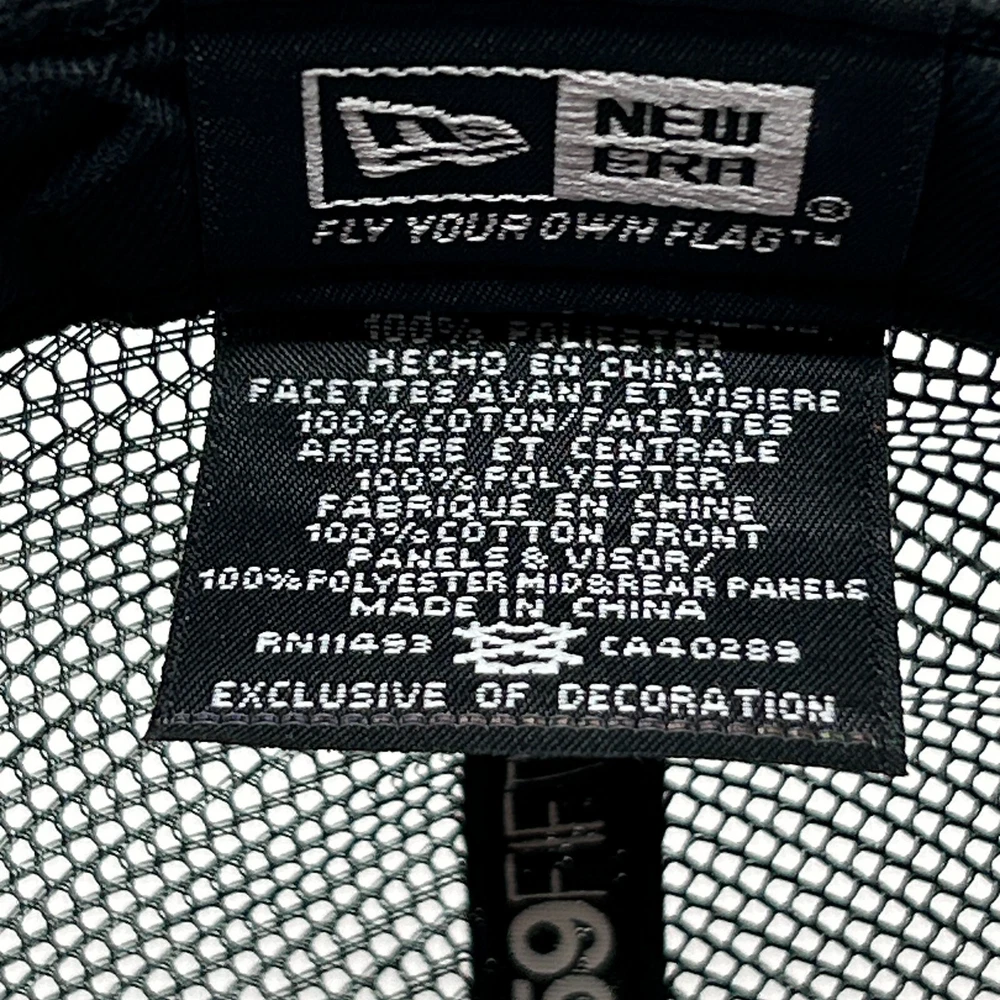 NEW
ERA
®
FLY YOUR OWN FLAG™
100% POLIESTER
HECHO EN CHINA
FACETTES AVANT ET VISIERE
100%COTON/FACETTES
ARRIERE ET CENTRALE
100%POLYESTER
FABRIQUE EN CHINE
100%COTTON FRONT
PANELS & VISOR/
100%POLYESTER MID&REAR PANELS
MADE IN CHINA
RN11493 CA40289
EXCLUSIVE OF DECORATION
59FIF